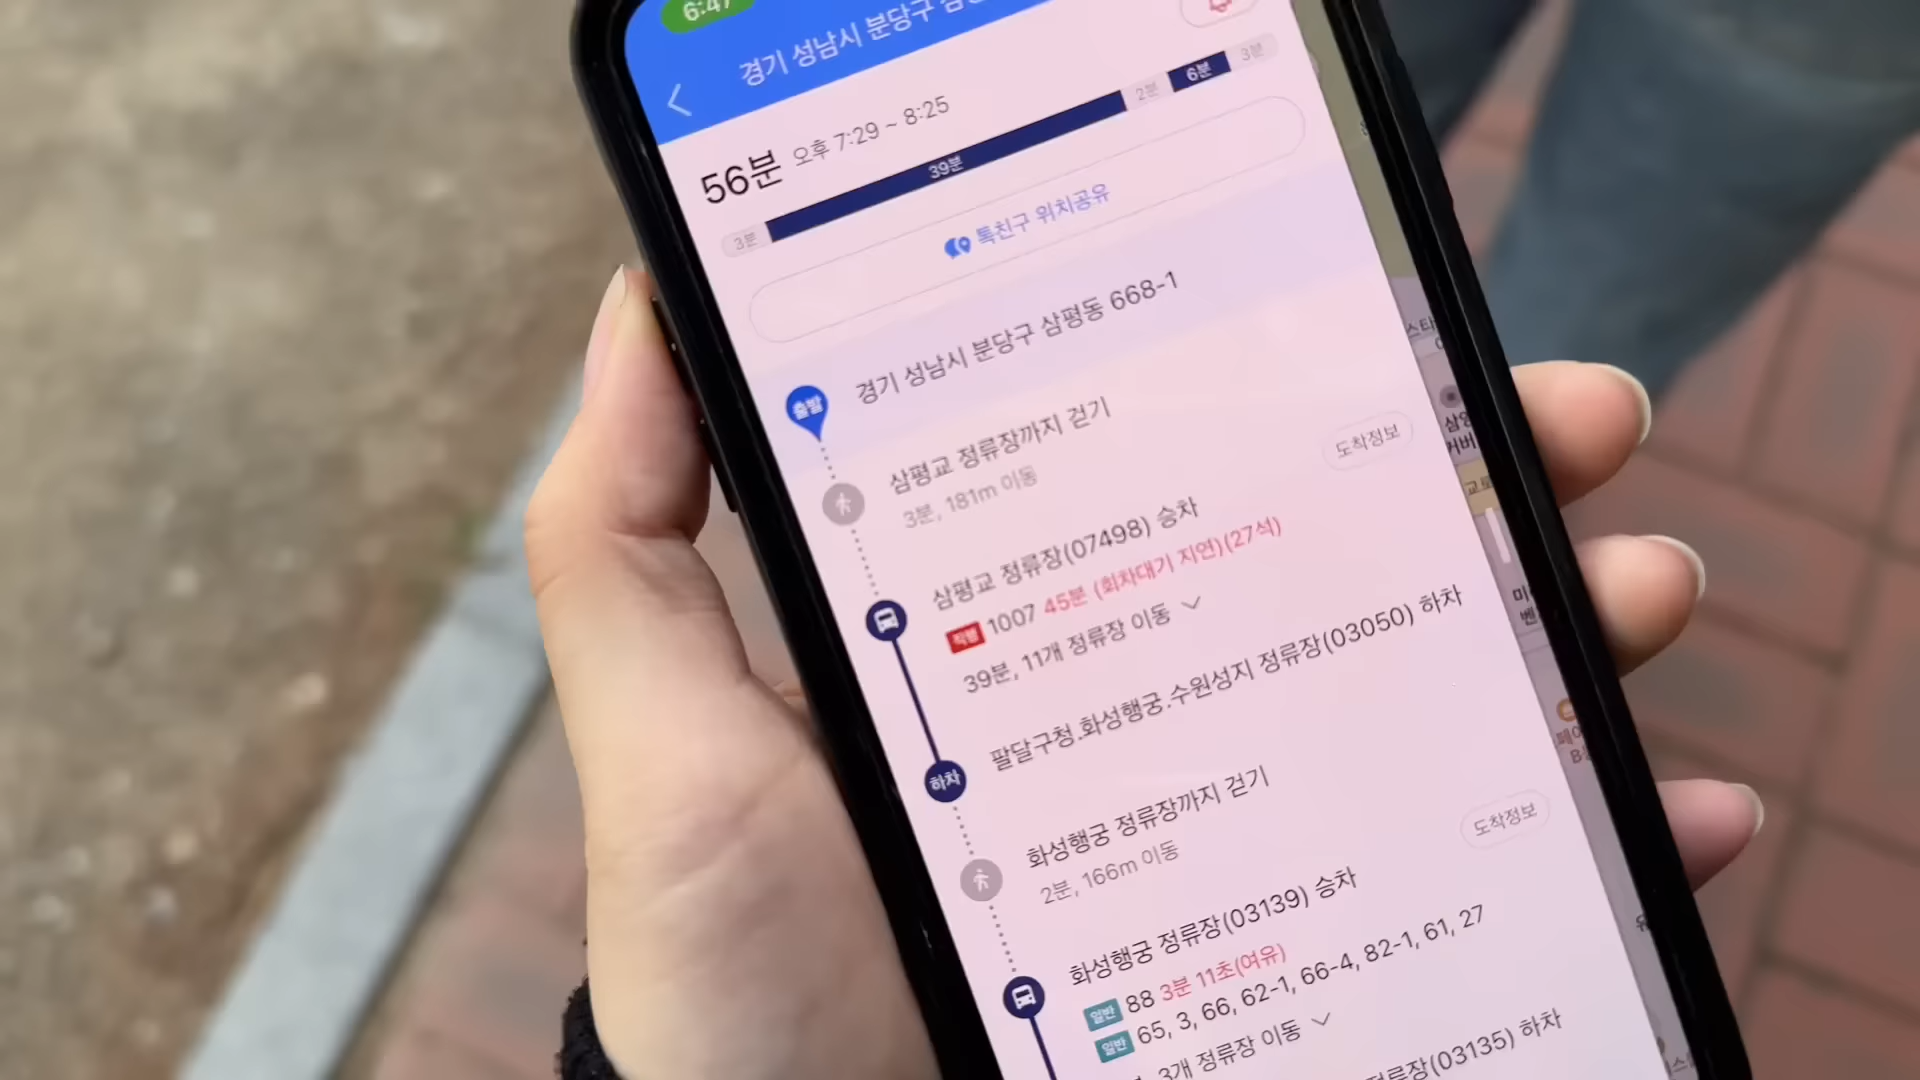 6:47
경기 성남시 분당구
56분 오후 7:29 ~ 8:25
3분 39분 2분 6분 3분
톡친구 위치공유
출발 경기 성남시 분당구 삼평동 668-1
삼평교 정류장까지 걷기
3분, 181m 이동
도착정보
삼평교 정류장(07498) 승차
직행 1007 45분 (회차대기 지연)(27석)
39분, 11개 정류장 이동
하차 팔달구청.화성행궁.수원성지 정류장(03050) 하차
화성행궁 정류장까지 걷기
2분, 166m 이동
도착정보
화성행궁 정류장(03139) 승차
일반 88 3분 11초(여유)
일반 65, 3, 66, 62-1, 66-4, 82-1, 61, 27
3개 정류장 이동
정류장(03135) 하차